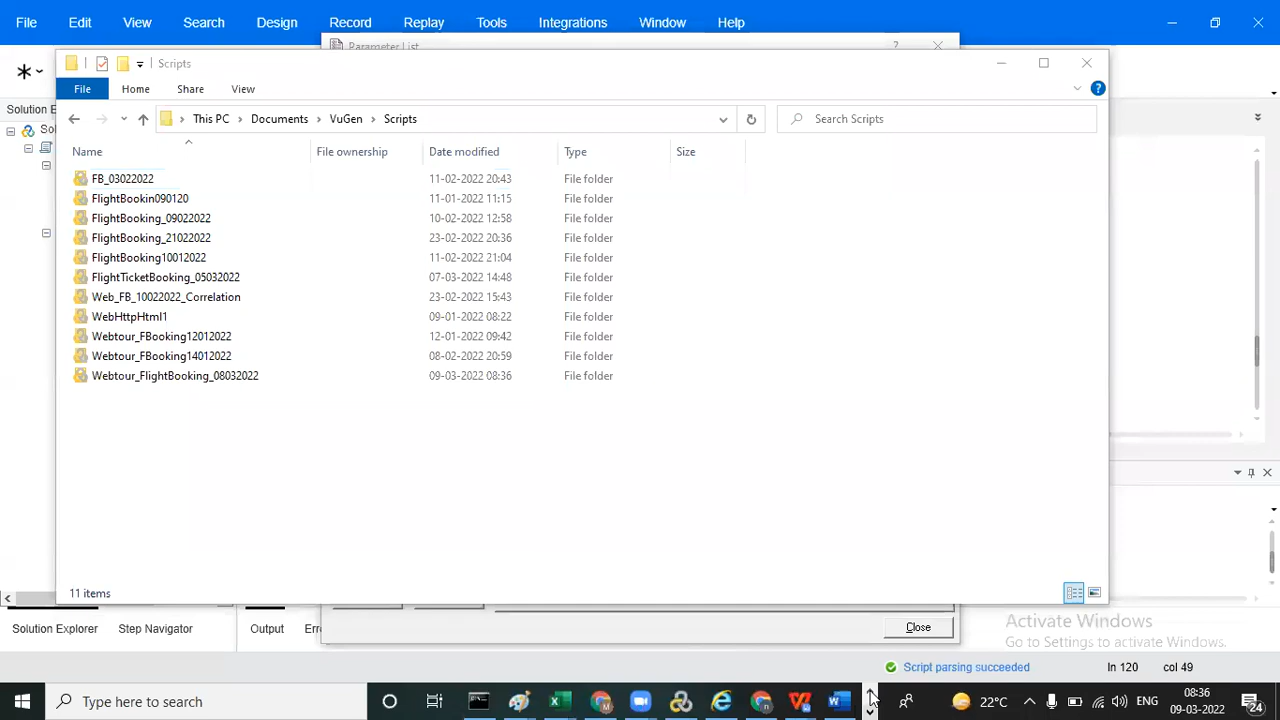 File Edit View Search Design Record Replay Tools Integrations Window Help
Parameter List
Scripts
File Home Share View
This PC > Documents > VuGen > Scripts
Search Scripts
Solution E
Name File ownership Date modified Type Size
Sol
FB_03022022 11-02-2022 20:43 File folder
FlightBookin090120 11-01-2022 11:15 File folder
FlightBooking_09022022 10-02-2022 12:58 File folder
FlightBooking_21022022 23-02-2022 20:36 File folder
FlightBooking10012022 11-02-2022 21:04 File folder
FlightTicketBooking_05032022 07-03-2022 14:48 File folder
Web_FB_10022022_Correlation 23-02-2022 15:43 File folder
WebHttpHtml1 09-01-2022 08:22 File folder
Webtour_FBooking12012022 12-01-2022 09:42 File folder
Webtour_FBooking14012022 08-02-2022 20:59 File folder
Webtour_FlightBooking_08032022 09-03-2022 08:36 File folder
11 items
Solution Explorer Step Navigator Output Err
Close
Activate Windows
Go to Settings to activate Windows.
Script parsing succeeded ln 120 col 49
Type here to search
22°C ENG 08:36
09-03-2022
24